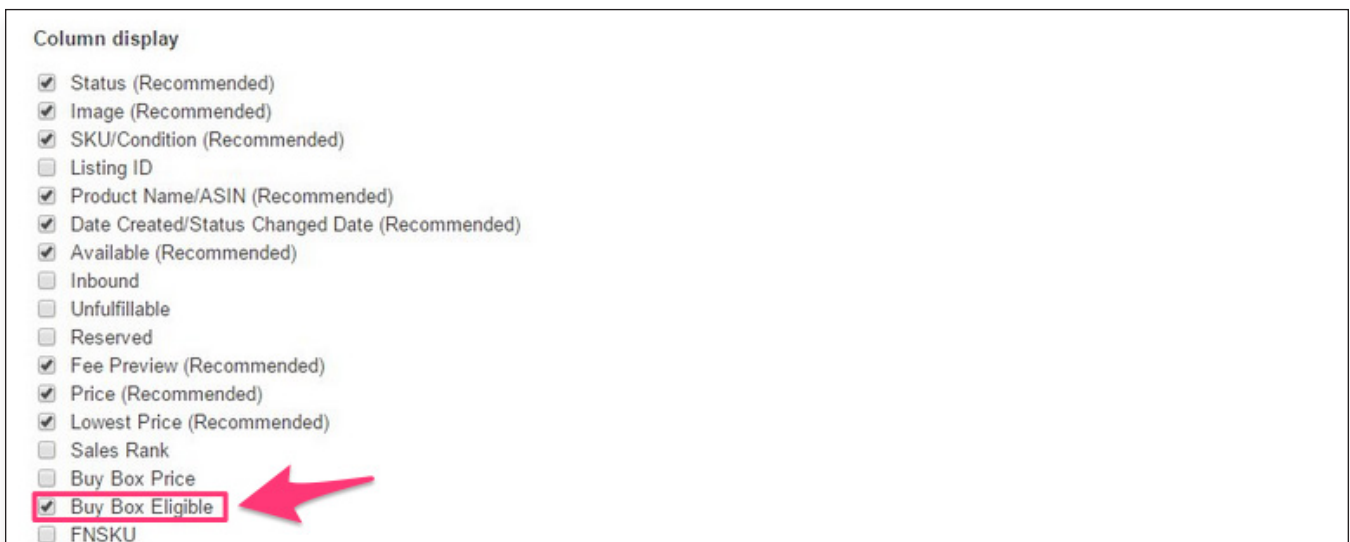 Column display
Status (Recommended)
Image (Recommended)
SKU/Condition (Recommended)
Listing ID
Product Name/ASIN (Recommended)
Date Created/Status Changed Date (Recommended)
Available (Recommended)
Inbound
Unfulfillable
Reserved
Fee Preview (Recommended)
Price (Recommended)
Lowest Price (Recommended)
Sales Rank
Buy Box Price
Buy Box Eligible
FNSKU